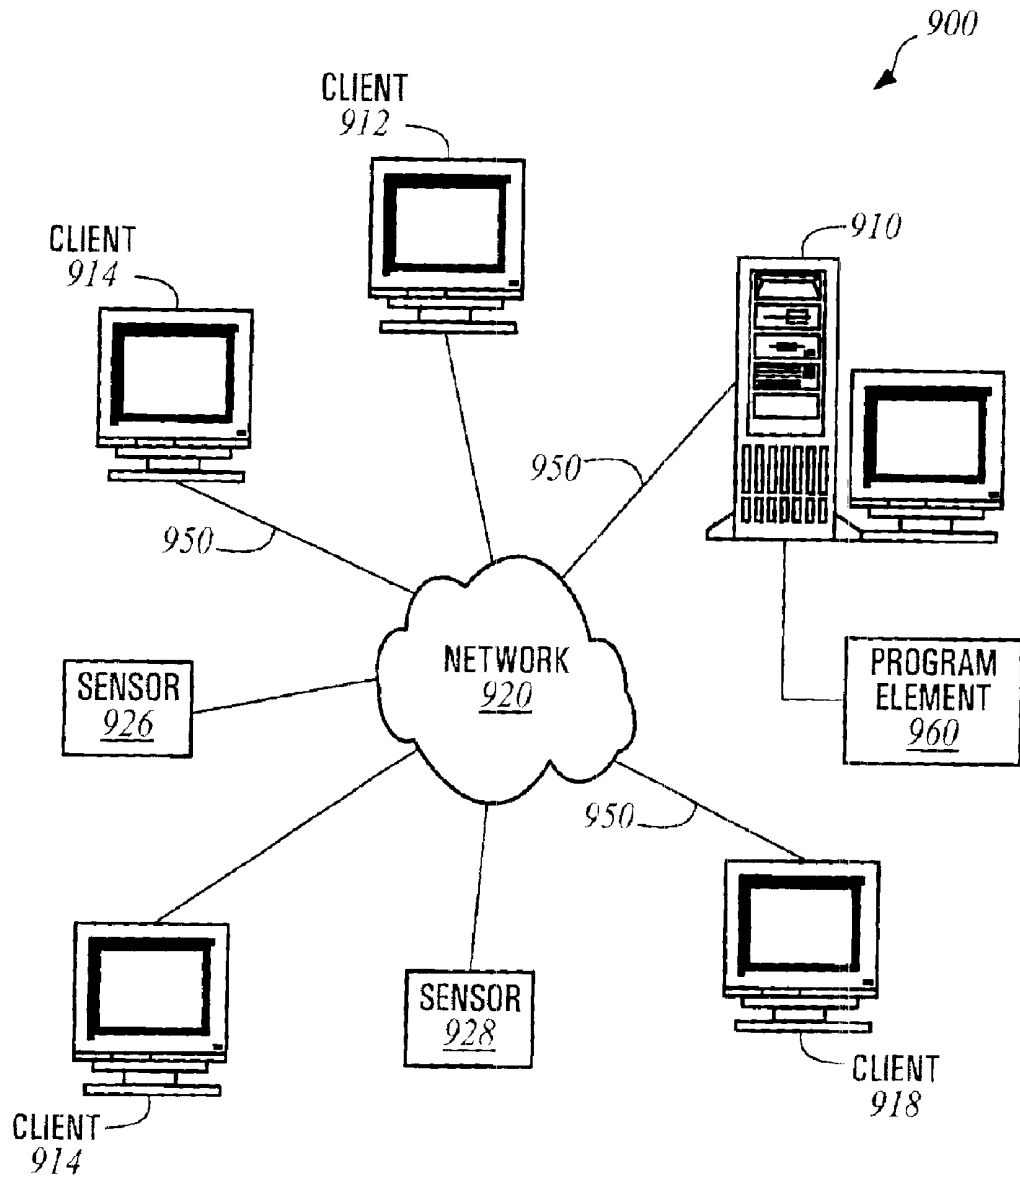 900
CLIENT
912
CLIENT
914
910
950
950
NETWORK
920
SENSOR
926
PROGRAM
ELEMENT
960
950
SENSOR
928
CLIENT
918
CLIENT
914